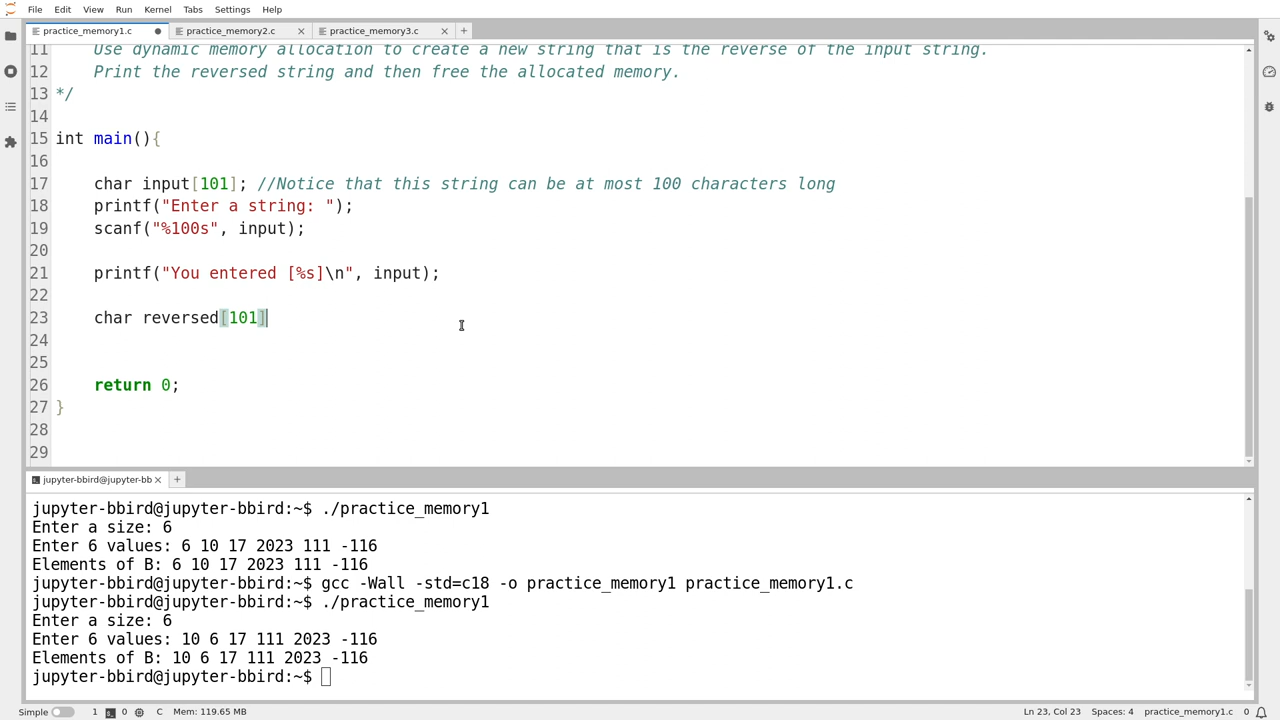 File Edit View Run Kernel Tabs Settings Help
practice_memory1.c practice_memory2.c practice_memory3.c
11 Use dynamic memory allocation to create a new string that is the reverse of the input string.
12 Print the reversed string and then free the allocated memory.
13 */
14
15 int main(){
16
17 char input[101]; //Notice that this string can be at most 100 characters long
18 printf("Enter a string: ");
19 scanf("%100s", input);
20
21 printf("You entered [%s]\n", input);
22
23 char reversed[101]
24
25
26 return 0;
27 }
28
29
jupyter-bbird@jupyter-bb
jupyter-bbird@jupyter-bbird:~$ ./practice_memory1
Enter a size: 6
Enter 6 values: 6 10 17 2023 111 -116
Elements of B: 6 10 17 2023 111 -116
jupyter-bbird@jupyter-bbird:~$ gcc -Wall -std=c18 -o practice_memory1 practice_memory1.c
jupyter-bbird@jupyter-bbird:~$ ./practice_memory1
Enter a size: 6
Enter 6 values: 10 6 17 111 2023 -116
Elements of B: 10 6 17 111 2023 -116
jupyter-bbird@jupyter-bbird:~$
Simple 1 0 C Mem: 119.65 MB Ln 23, Col 23 Spaces: 4 practice_memory1.c 0